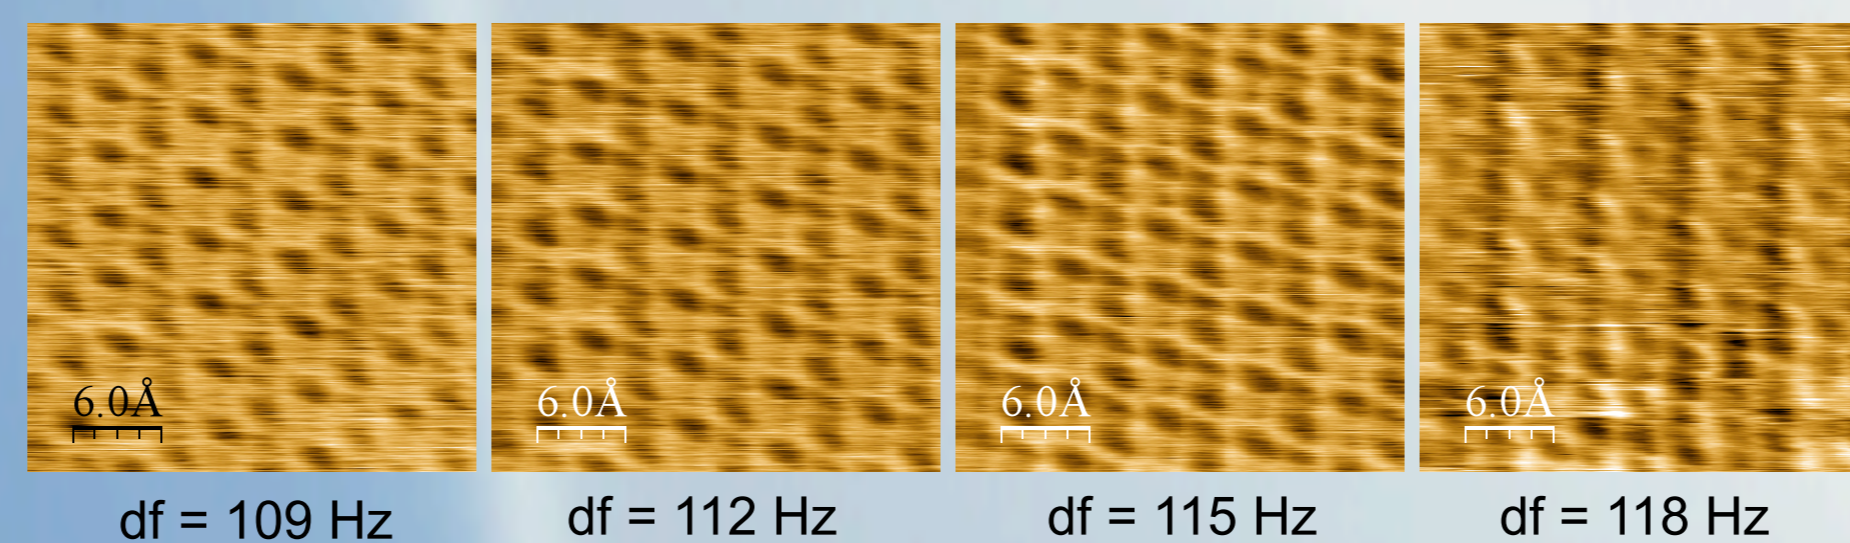 6.0Å
6.0Å
6.0Å
6.0Å
df = 109 Hz
df = 112 Hz
df = 115 Hz
df = 118 Hz